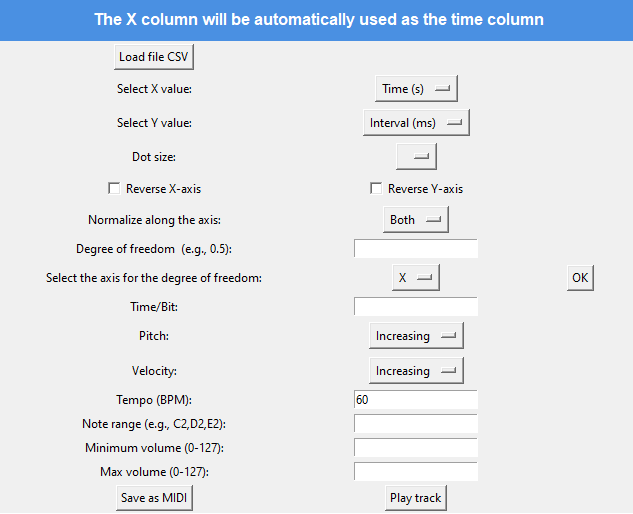 The X column will be automatically used as the time column
Load file CSV
Select X value: Time (s)
Select Y value: Interval (ms)
Dot size:
Reverse X-axis Reverse Y-axis
Normalize along the axis: Both
Degree of freedom (e.g., 0.5):
Select the axis for the degree of freedom: X OK
Time/Bit:
Pitch: Increasing
Velocity: Increasing
Tempo (BPM): 60
Note range (e.g., C2,D2,E2):
Minimum volume (0-127):
Max volume (0-127):
Save as MIDI Play track